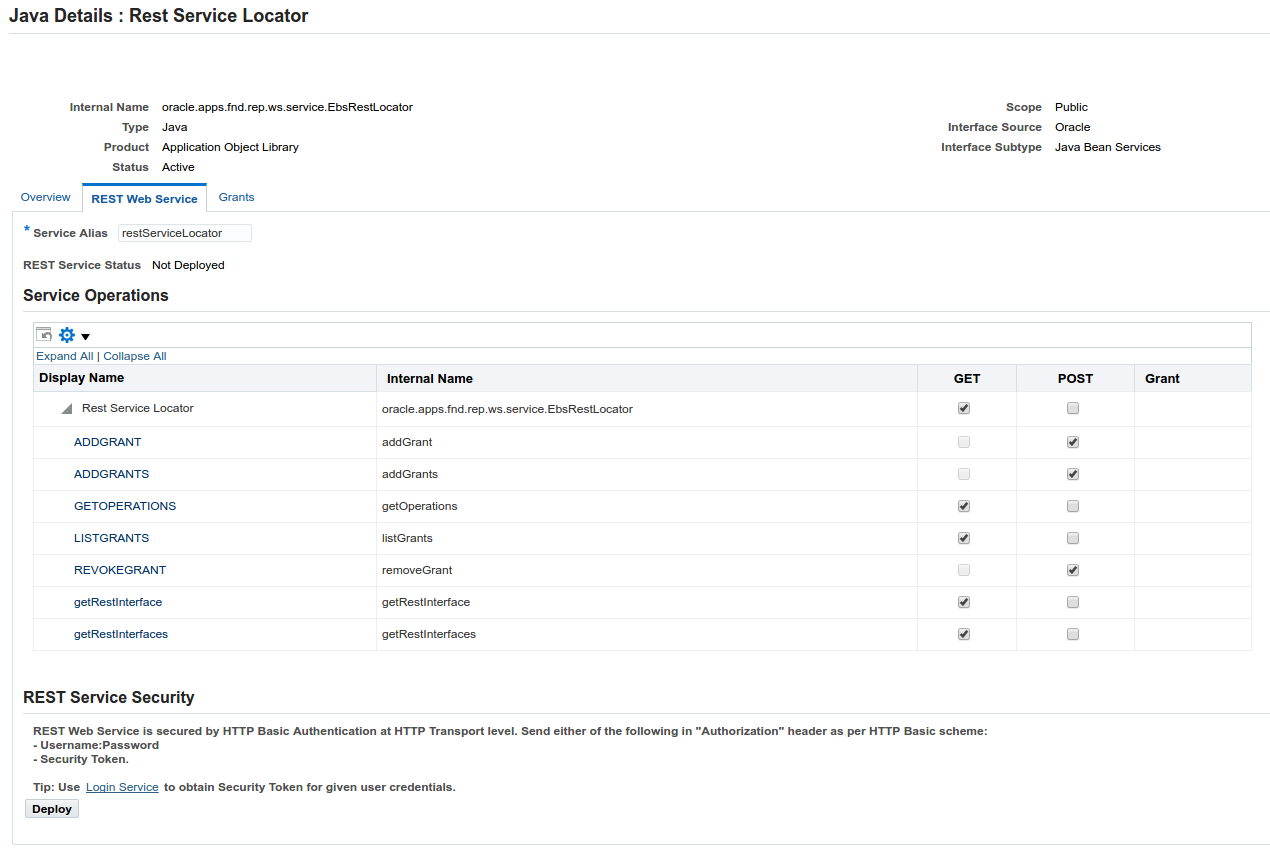 Java Details : Rest Service Locator
Internal Name oracle.apps.fnd.rep.ws.service.EbsRestLocator Scope Public
Type Java Interface Source Oracle
Product Application Object Library Interface Subtype Java Bean Services
Status Active
Overview REST Web Service Grants
* Service Alias restServiceLocator
REST Service Status Not Deployed
Service Operations
Expand All | Collapse All
Display Name Internal Name GET POST Grant
Rest Service Locator oracle.apps.fnd.rep.ws.service.EbsRestLocator
ADDGRANT addGrant
ADDGRANTS addGrants
GETOPERATIONS getOperations
LISTGRANTS listGrants
REVOKEGRANT removeGrant
getRestInterface getRestInterface
getRestInterfaces getRestInterfaces
REST Service Security
REST Web Service is secured by HTTP Basic Authentication at HTTP Transport level. Send either of the following in "Authorization" header as per HTTP Basic scheme:
- Username:Password
- Security Token.
Tip: Use Login Service to obtain Security Token for given user credentials.
Deploy